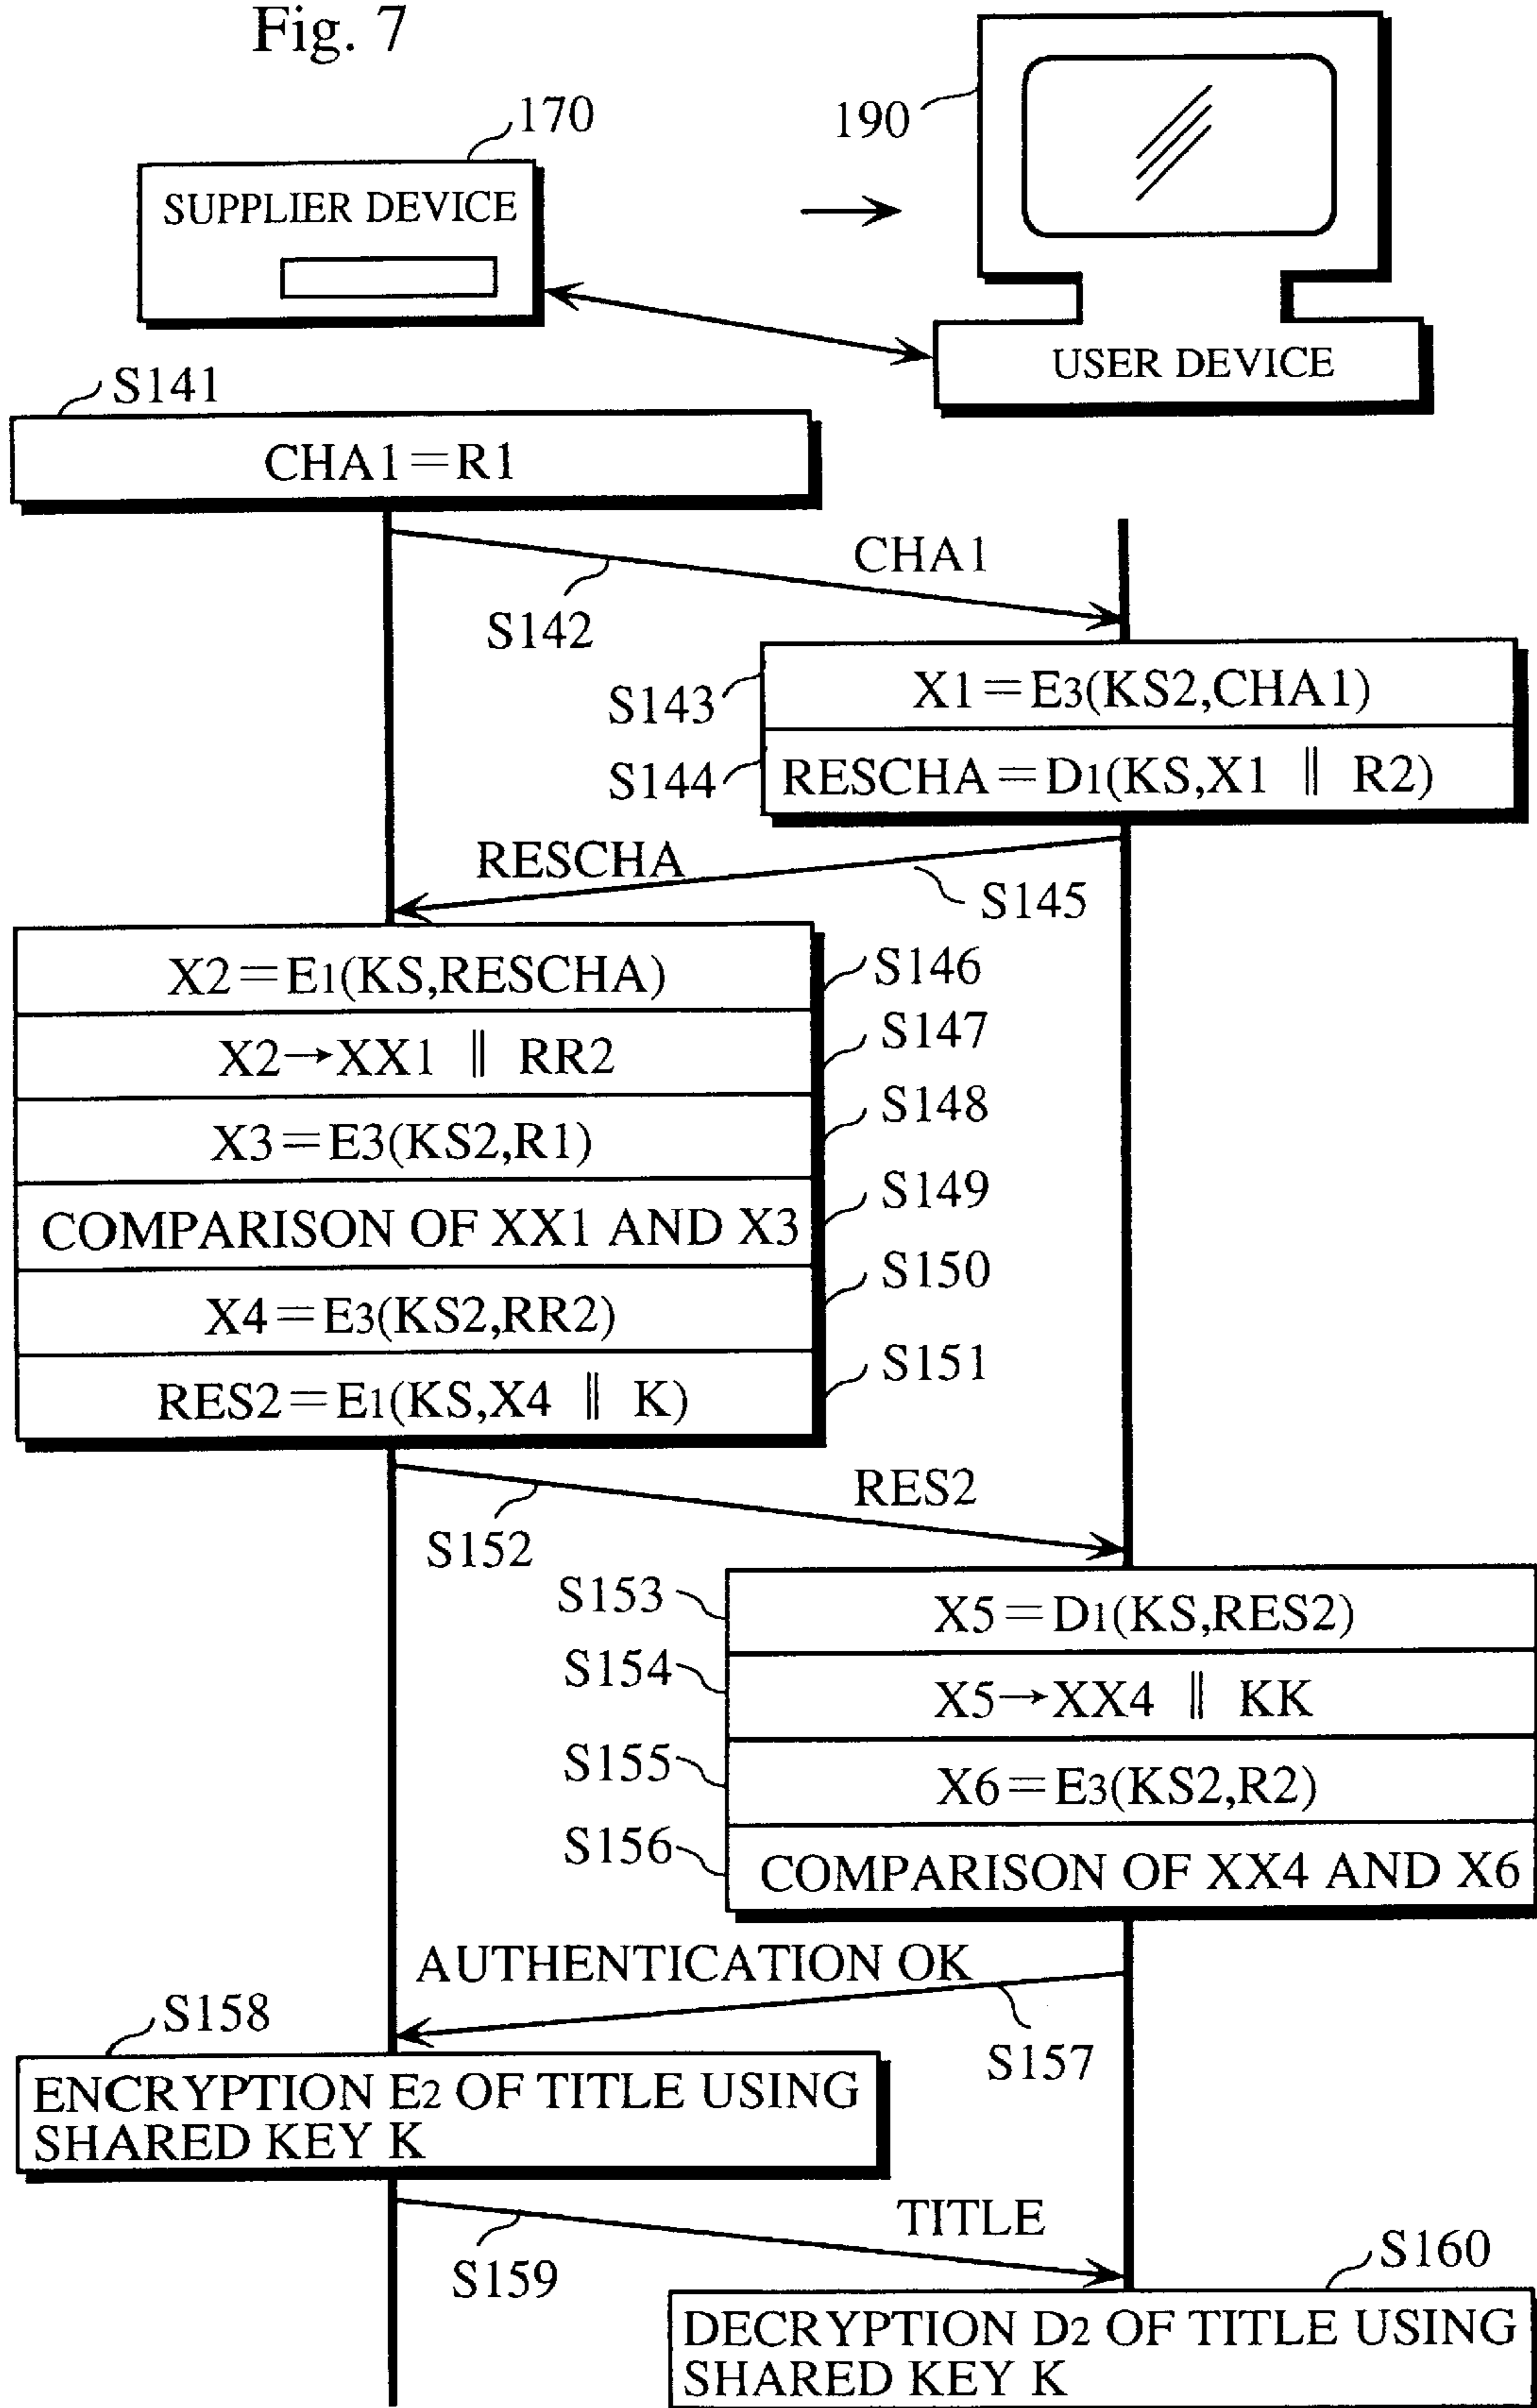 Fig. 7
170
190
SUPPLIER DEVICE
USER DEVICE
S141
CHA1=R1
CHA1
S142
S143
X1=E3(KS2,CHA1)
S144
RESCHA=D1(KS,X1 || R2)
RESCHA
S145
X2=E1(KS,RESCHA)
S146
X2→XX1 || RR2
S147
X3=E3(KS2,R1)
S148
COMPARISON OF XX1 AND X3
S149
X4=E3(KS2,RR2)
S150
RES2=E1(KS,X4 || K)
S151
RES2
S152
S153
X5=D1(KS,RES2)
S154
X5→XX4 || KK
S155
X6=E3(KS2,R2)
S156
COMPARISON OF XX4 AND X6
AUTHENTICATION OK
S157
S158
ENCRYPTION E2 OF TITLE USING
SHARED KEY K
TITLE
S159
S160
DECRYPTION D2 OF TITLE USING
SHARED KEY K